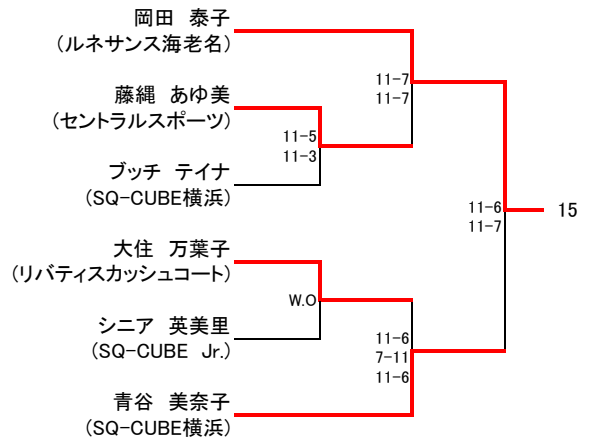 岡田 泰子
(ルネサンス海老名)
11-7
11-7
藤縄 あゆ美
(セントラルスポーツ)
11-5
11-3
ブッチ テイナ
(SQ-CUBE横浜)
11-6
11-7
15
大住 万葉子
(リバティスカッシュコート)
W.O
シニア 英美里
(SQ-CUBE Jr.)
11-6
7-11
11-6
青谷 美奈子
(SQ-CUBE横浜)